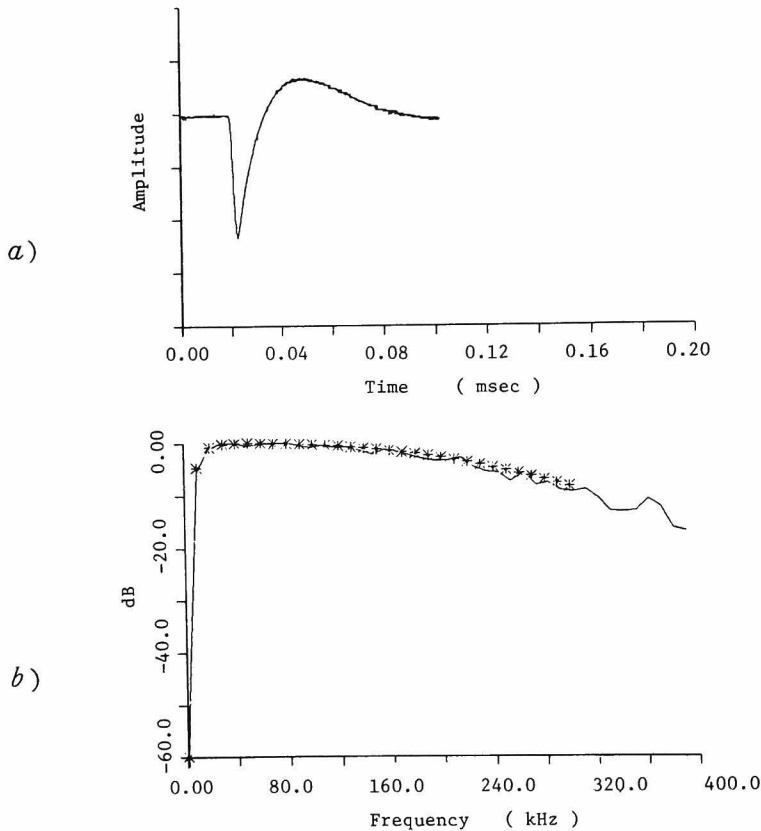 a)
Amplitude
0.00 0.04 0.08 0.12 0.16 0.20
Time ( msec )
b)
dB
0.00
-20.0
-40.0
-60.0
0.00 80.0 160.0 240.0 320.0 400.0
Frequency ( kHz )